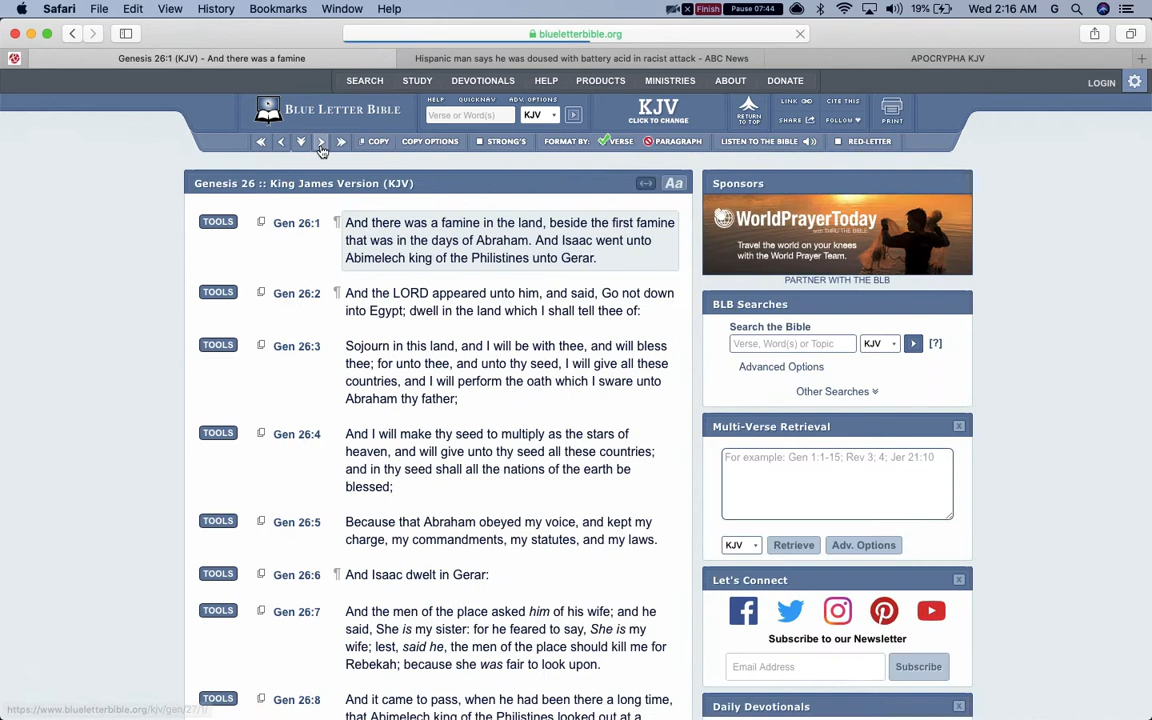 Safari File Edit View History Bookmarks Window Help Finish Pause 07:44 19% Wed 2:16 AM G
blueletterbible.org
Genesis 26:1 (KJV) - And there was a famine
Hispanic man says he was doused with battery acid in racist attack - ABC News
APOCRYPHA KJV
SEARCH STUDY DEVOTIONALS HELP PRODUCTS MINISTRIES ABOUT DONATE LOGIN
BLUE LETTER BIBLE
HELP QUICKNAV ADV. OPTIONS
Verse or Word(s) KJV
KJV
CLICK TO CHANGE
RETURN
TO TOP
LINK CITE THIS
SHARE FOLLOW
PRINT
COPY COPY OPTIONS STRONG'S FORMAT BY: VERSE PARAGRAPH LISTEN TO THE BIBLE RED-LETTER
Genesis 26 :: King James Version (KJV) Aa
TOOLS Gen 26:1 ¶ And there was a famine in the land, beside the first famine
that was in the days of Abraham. And Isaac went unto
Abimelech king of the Philistines unto Gerar.
TOOLS Gen 26:2 ¶ And the LORD appeared unto him, and said, Go not down
into Egypt; dwell in the land which I shall tell thee of:
TOOLS Gen 26:3 Sojourn in this land, and I will be with thee, and will bless
thee; for unto thee, and unto thy seed, I will give all these
countries, and I will perform the oath which I sware unto
Abraham thy father;
TOOLS Gen 26:4 And I will make thy seed to multiply as the stars of
heaven, and will give unto thy seed all these countries;
and in thy seed shall all the nations of the earth be
blessed;
TOOLS Gen 26:5 Because that Abraham obeyed my voice, and kept my
charge, my commandments, my statutes, and my laws.
TOOLS Gen 26:6 ¶ And Isaac dwelt in Gerar:
TOOLS Gen 26:7 And the men of the place asked him of his wife; and he
said, She is my sister: for he feared to say, She is my
wife; lest, said he, the men of the place should kill me for
Rebekah; because she was fair to look upon.
TOOLS Gen 26:8 And it came to pass, when he had been there a long time,
that Abimelech king of the Philistines looked out at a
https://www.blueletterbible.org/kjv/gen/27/1/
Sponsors
WorldPrayerToday
with THRU the BIBLE
Travel the world on your knees
with the World Prayer Team.
PARTNER WITH THE BLB
BLB Searches
Search the Bible
Verse, Word(s) or Topic KJV [?]
Advanced Options
Other Searches
Multi-Verse Retrieval X
For example: Gen 1:1-15; Rev 3; 4; Jer 21:10
KJV Retrieve Adv. Options
Let's Connect X
Subscribe to our Newsletter
Email Address Subscribe
Daily Devotionals X